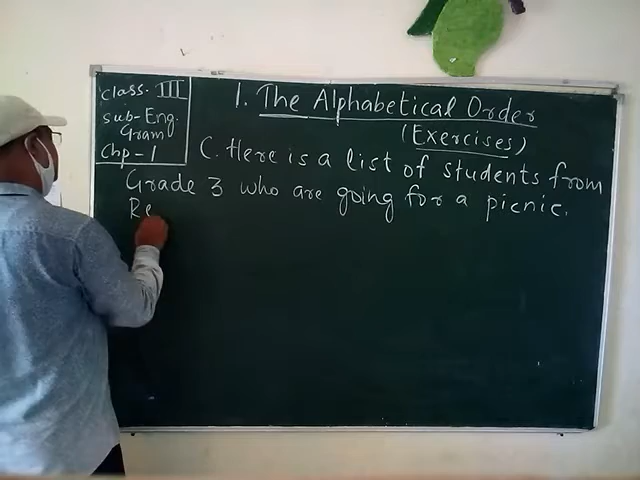 Class- III
Sub- Eng.
Gram
Chp - 1
1. The Alphabetical Order
(Exercises)
C. Here is a list of students from
Grade 3 who are going for a picnic.
Re